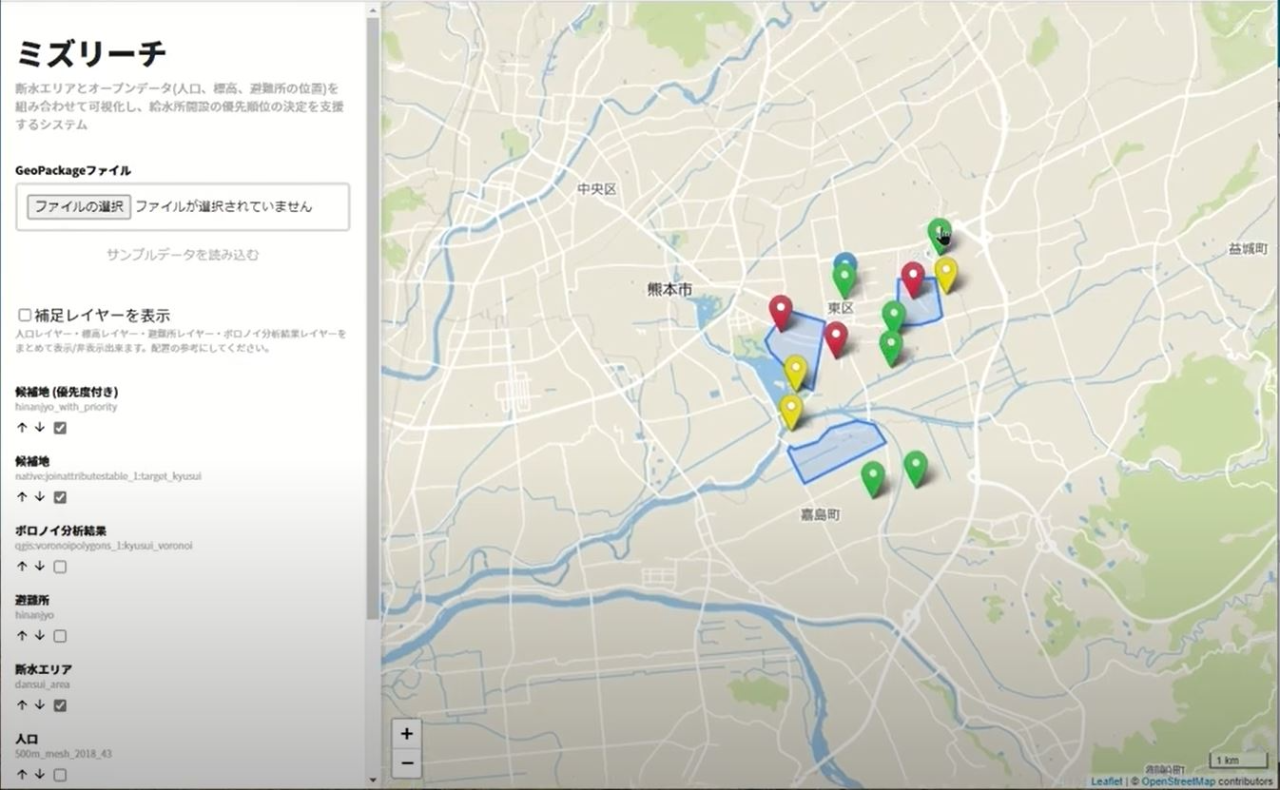 ミズリーチ
断水エリアとオープンデータ(人口、標高、避難所の位置)を
組み合わせて可視化し、給水所開設の優先順位の決定を支援
するシステム
GeoPackageファイル
ファイルの選択 ファイルが選択されていません
サンプルデータを読み込む
補足レイヤーを表示
人口レイヤー・標高レイヤー・避難所レイヤー・ボロノイ分析結果レイヤーを
まとめて表示/非表示出来ます。配置の参考にしてください。
候補地 (優先度付き)
hinanjyo_with_priority
↑ ↓
候補地
native:joinattributestable_1:target_kyusui
↑ ↓
ボロノイ分析結果
qgis:voronoipolygons_1:kyusui_voronoi
↑ ↓
避難所
hinanjyo
↑ ↓
断水エリア
dansui_area
↑ ↓
人口
500m_mesh_2018_43
↑ ↓
中央区
益城町
熊本市
東区
嘉島町
+
−
1 km
Leaflet | © OpenStreetMap contributors